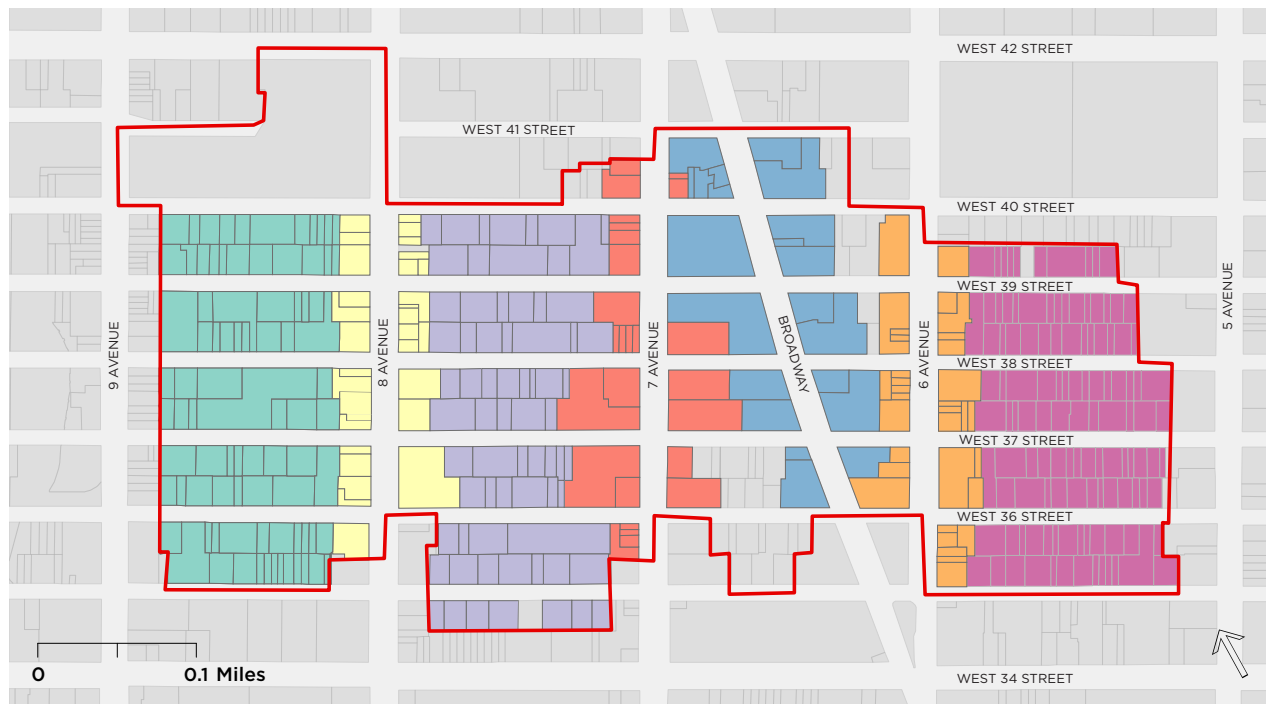 WEST 42 STREET
WEST 41 STREET
WEST 40 STREET
WEST 39 STREET
5 AVENUE
9 AVENUE
8 AVENUE
7 AVENUE
BROADWAY
6 AVENUE
WEST 38 STREET
WEST 37 STREET
WEST 36 STREET
0
0.1 Miles
WEST 34 STREET